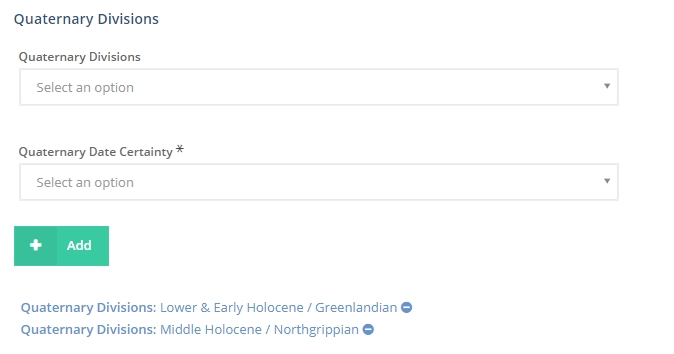 Quaternary Divisions
Quaternary Divisions
Select an option
Quaternary Date Certainty *
Select an option
Add
Quaternary Divisions: Lower & Early Holocene / Greenlandian
Quaternary Divisions: Middle Holocene / Northgrippian